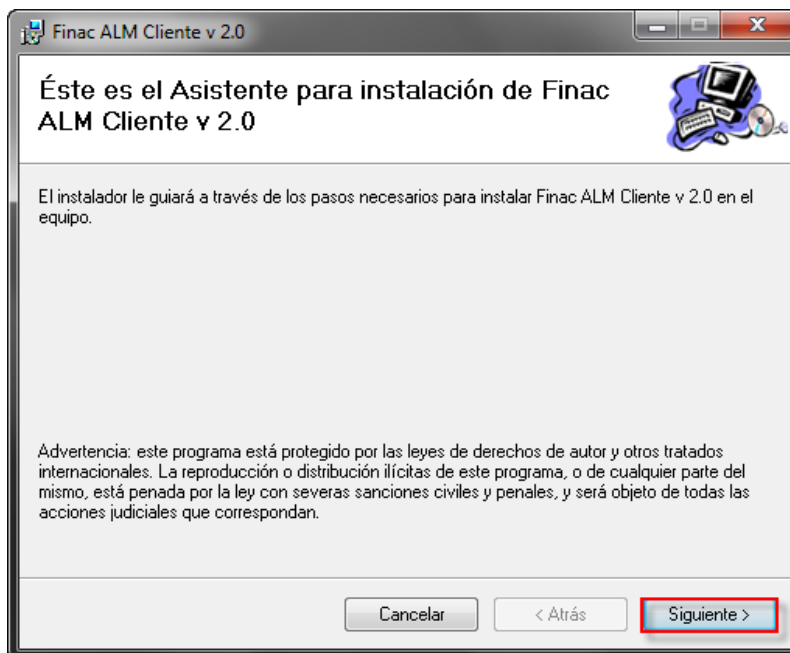 Finac ALM Cliente v 2.0
Éste es el Asistente para instalación de Finac
ALM Cliente v 2.0
El instalador le guiará a través de los pasos necesarios para instalar Finac ALM Cliente v 2.0 en el
equipo.
Advertencia: este programa está protegido por las leyes de derechos de autor y otros tratados
internacionales. La reproducción o distribución ilícitas de este programa, o de cualquier parte del
mismo, está penada por la ley con severas sanciones civiles y penales, y será objeto de todas las
acciones judiciales que correspondan.
Cancelar
< Atrás
Siguiente >